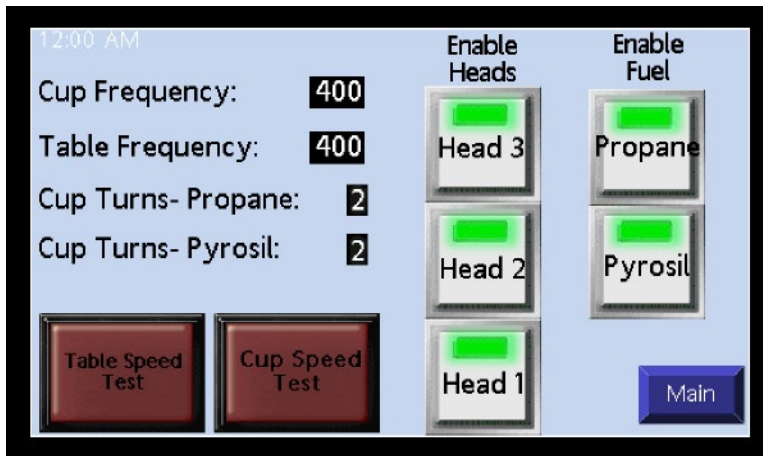 12:00 AM
Cup Frequency: 400
Table Frequency: 400
Cup Turns- Propane: 2
Cup Turns- Pyrosil: 2
Table Speed
Test
Cup Speed
Test
Enable
Heads
Head 3
Head 2
Head 1
Enable
Fuel
Propane
Pyrosil
Main